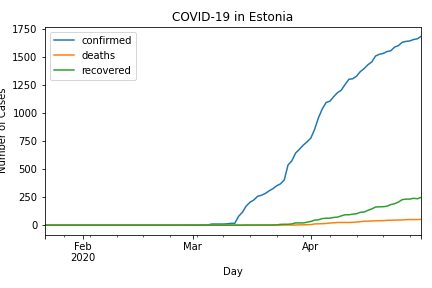 COVID-19 in Estonia
1750
1500
1250
1000
750
500
250
0
Number of Cases
confirmed
deaths
recovered
Feb
2020
Mar
Apr
Day